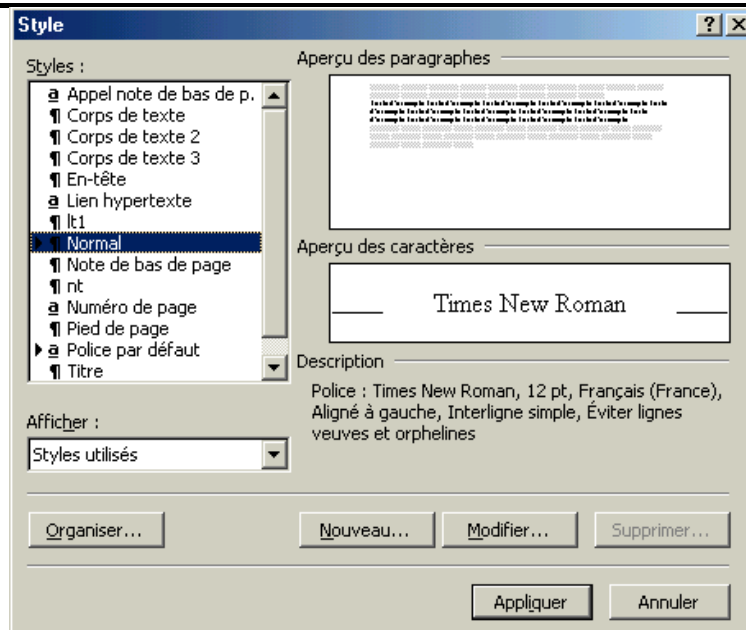 Style
Styles :
a Appel note de bas de p.
¶ Corps de texte
¶ Corps de texte 2
¶ Corps de texte 3
¶ En-tête
a Lien hypertexte
¶ lt1
¶ Normal
¶ Note de bas de page
¶ nt
a Numéro de page
¶ Pied de page
a Police par défaut
¶ Titre
Afficher :
Styles utilisés
Aperçu des paragraphes
Aperçu des caractères
Times New Roman
Description
Police : Times New Roman, 12 pt, Français (France),
Aligné à gauche, Interligne simple, Éviter lignes
veuves et orphelines
Organiser...
Nouveau...
Modifier...
Supprimer...
Appliquer
Annuler